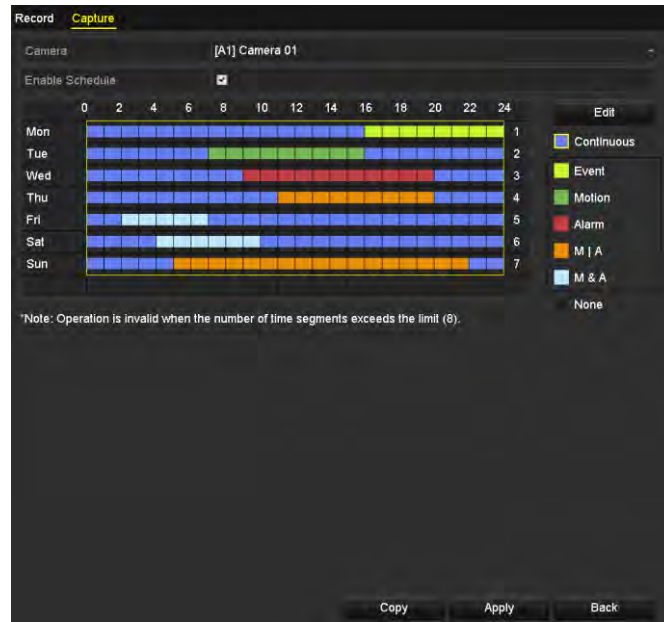 Record Capture
Camera [A1] Camera 01
Enable Schedule
0 2 4 6 8 10 12 14 16 18 20 22 24
Edit
Mon 1
Continuous
Tue 2
Event
Wed 3
Motion
Thu 4
Alarm
Fri 5
M | A
Sat 6
M & A
Sun 7
None
*Note: Operation is invalid when the number of time segments exceeds the limit (8).
Copy Apply Back